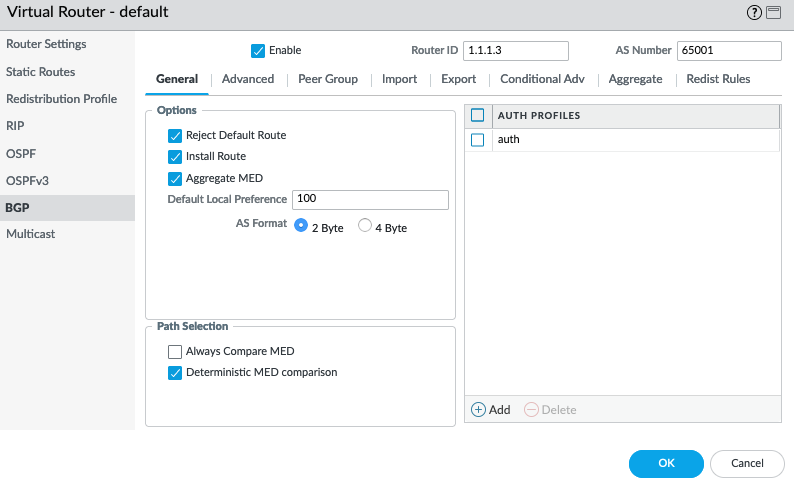 Virtual Router - default
Router Settings
Static Routes
Redistribution Profile
RIP
OSPF
OSPFv3
BGP
Multicast
Enable Router ID 1.1.1.3 AS Number 65001
General Advanced Peer Group Import Export Conditional Adv Aggregate Redist Rules
Options
Reject Default Route
Install Route
Aggregate MED
Default Local Preference 100
AS Format 2 Byte 4 Byte
Path Selection
Always Compare MED
Deterministic MED comparison
AUTH PROFILES
auth
Add Delete
OK Cancel